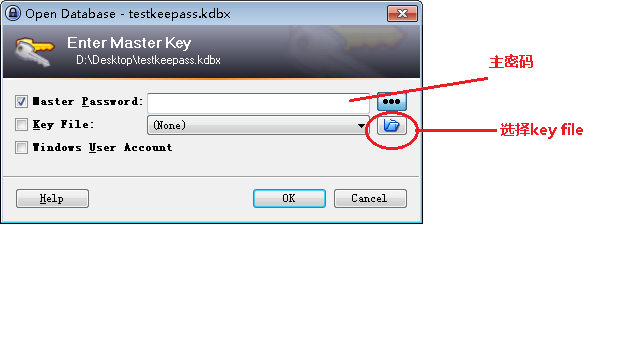 Open Database - testkeepass.kdbx
Enter Master Key
D:\Desktop\testkeepass.kdbx
主密码
Master Password:
Key File:
(None)
选择key file
Windows User Account
Help
OK
Cancel